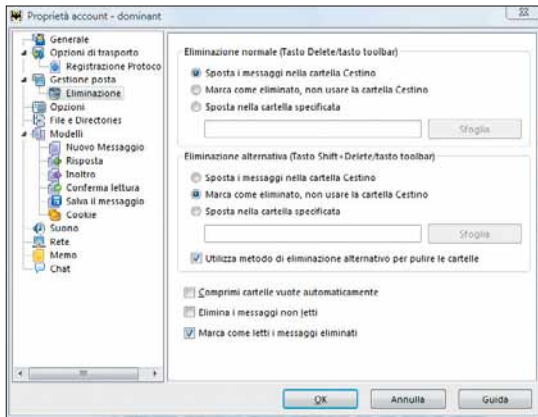 Proprietà account - dominant
Generale
Opzioni di trasporto
Registrazione Protoco
Gestione posta
Eliminazione
Opzioni
File e Directories
Modelli
Nuovo Messaggio
Risposta
Inoltro
Conferma lettura
Salva il messaggio
Cookie
Suono
Rete
Memo
Chat
Eliminazione normale (Tasto Delete/tasto toolbar)
Sposta i messaggi nella cartella Cestino
Marca come eliminato, non usare la cartella Cestino
Sposta nella cartella specificata
Sfoglia
Eliminazione alternativa (Tasto Shift+Delete/tasto toolbar)
Sposta i messaggi nella cartella Cestino
Marca come eliminato, non usare la cartella Cestino
Sposta nella cartella specificata
Sfoglia
Utilizza metodo di eliminazione alternativo per pulire le cartelle
Comprimi cartelle vuote automaticamente
Elimina i messaggi non letti
Marca come letti i messaggi eliminati
OK
Annulla
Guida